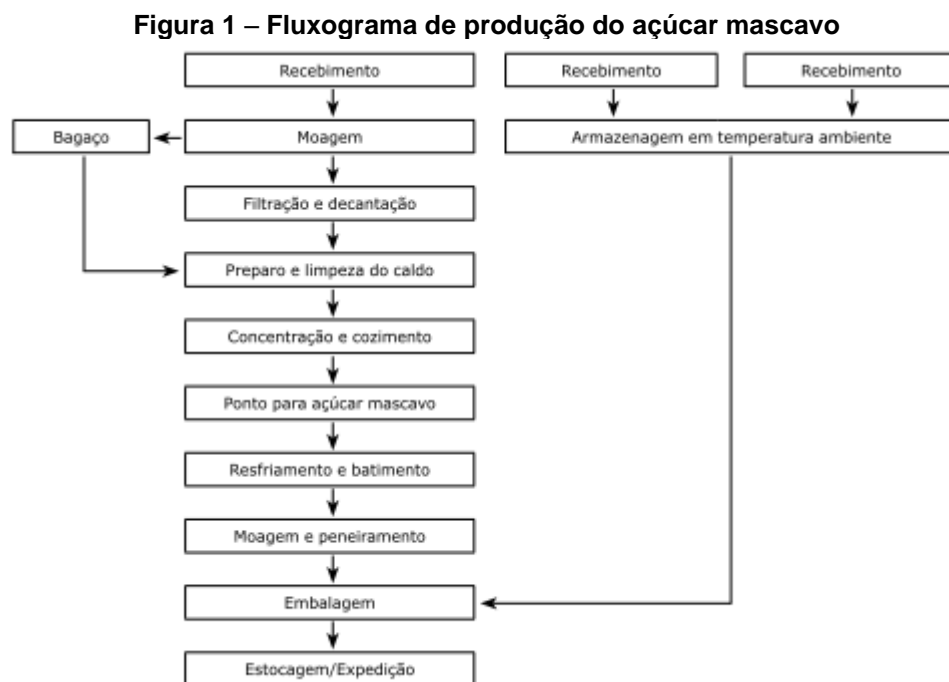 Figura 1 – Fluxograma de produção do açúcar mascavo
Recebimento
Recebimento
Recebimento
Bagaço
Moagem
Armazenagem em temperatura ambiente
Filtração e decantação
Preparo e limpeza do caldo
Concentração e cozimento
Ponto para açúcar mascavo
Resfriamento e batimento
Moagem e peneiramento
Embalagem
Estocagem/Expedição